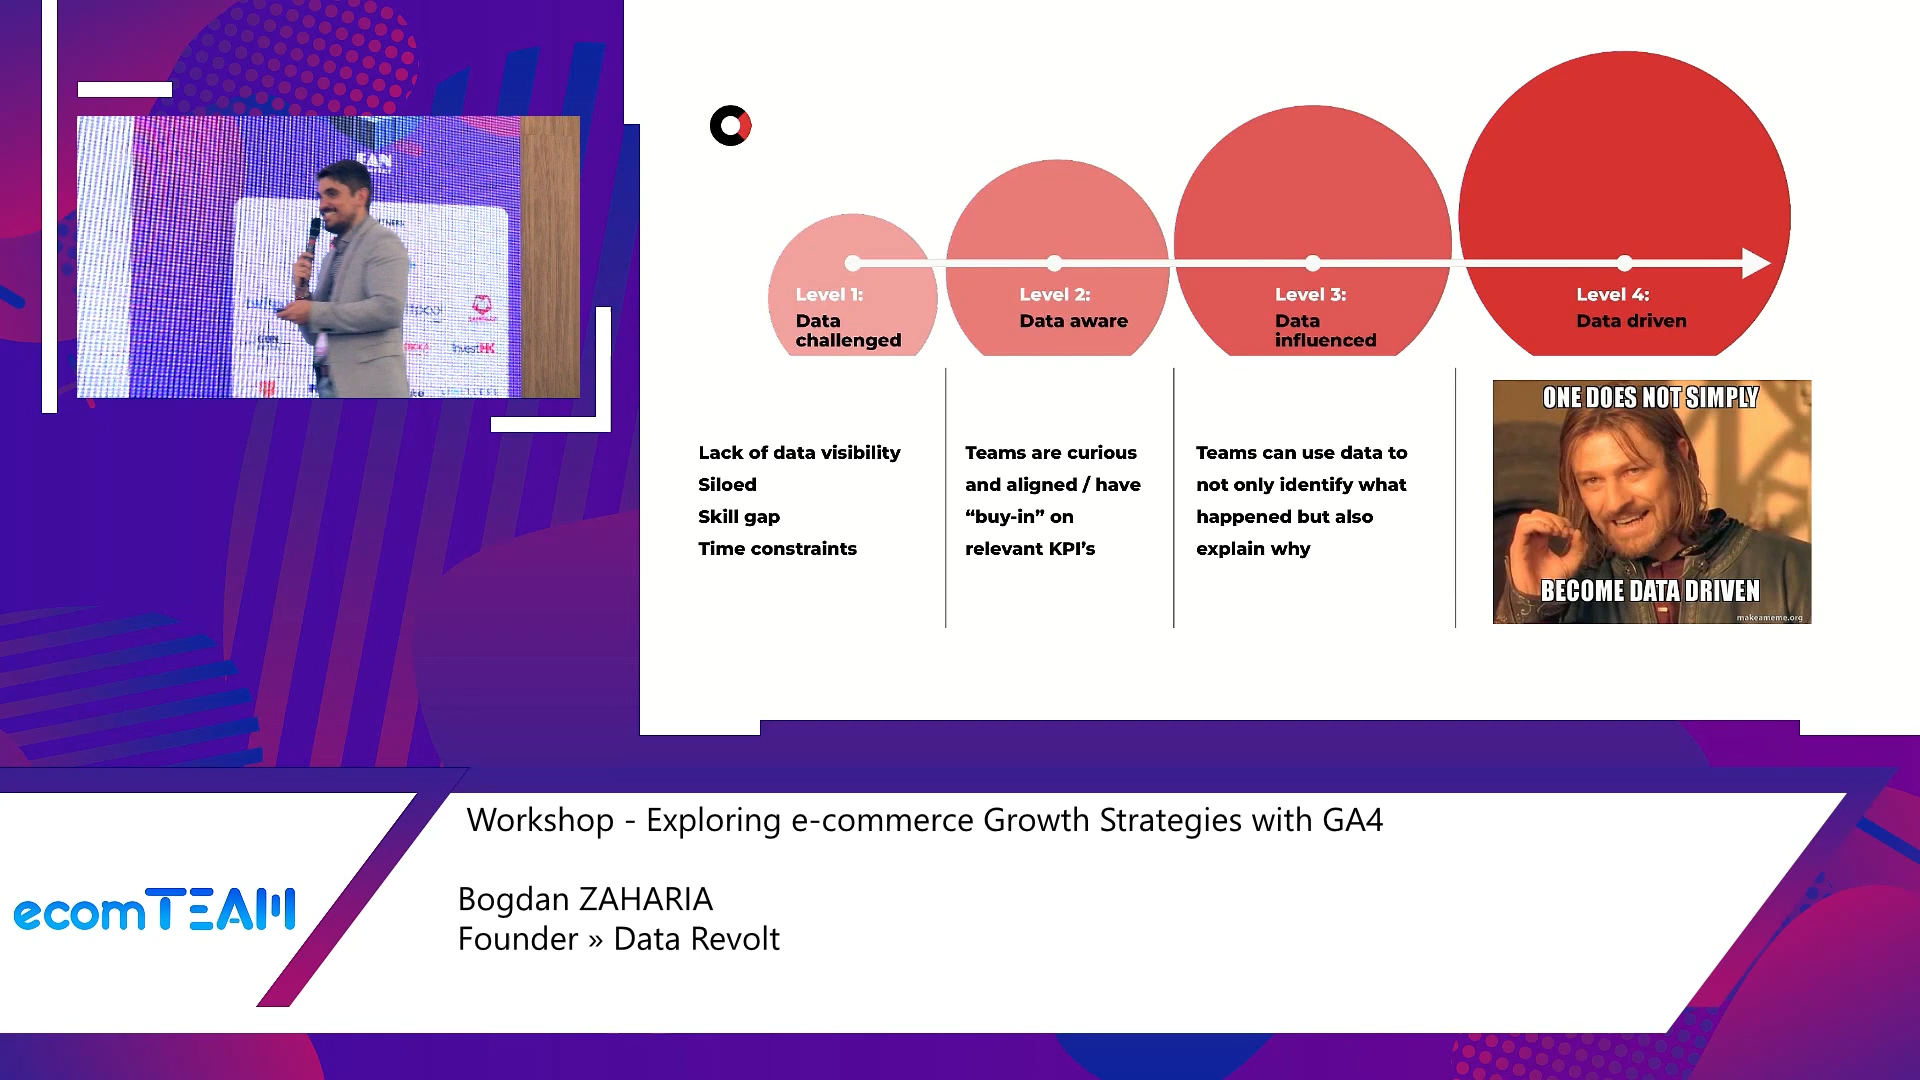 Level 1:
Data
challenged
Level 2:
Data aware
Level 3:
Data
influenced
Level 4:
Data driven
Lack of data visibility
Siloed
Skill gap
Time constraints
Teams are curious
and aligned / have
“buy-in” on
relevant KPI’s
Teams can use data to
not only identify what
happened but also
explain why
ONE DOES NOT SIMPLY
BECOME DATA DRIVEN
makeameme.org
InvestHK
Workshop - Exploring e-commerce Growth Strategies with GA4
ecomTEAM
Bogdan ZAHARIA
Founder » Data Revolt